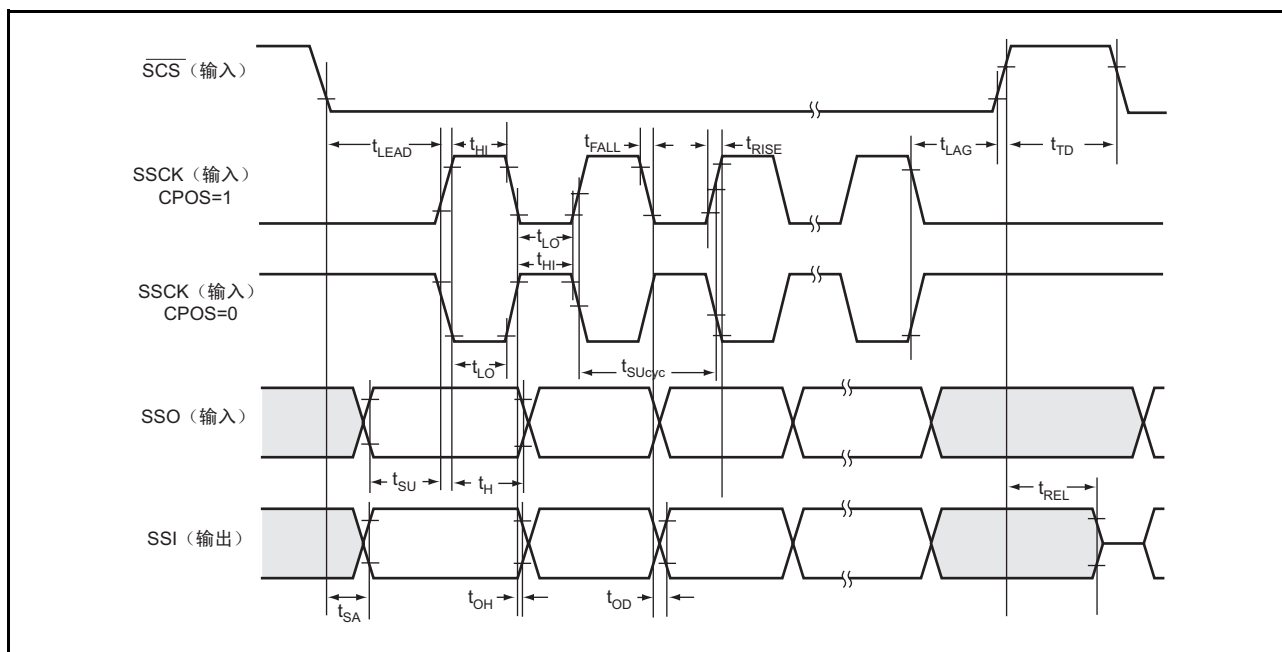 SCS（输入）
tLEAD
tHI
tFALL
tRISE
tLAG
tTD
SSCK（输入）
CPOS=1
tLO
tHI
SSCK（输入）
CPOS=0
tLO
tSUcyc
SSO（输入）
tSU
tH
tREL
SSI（输出）
tSA
tOH
tOD